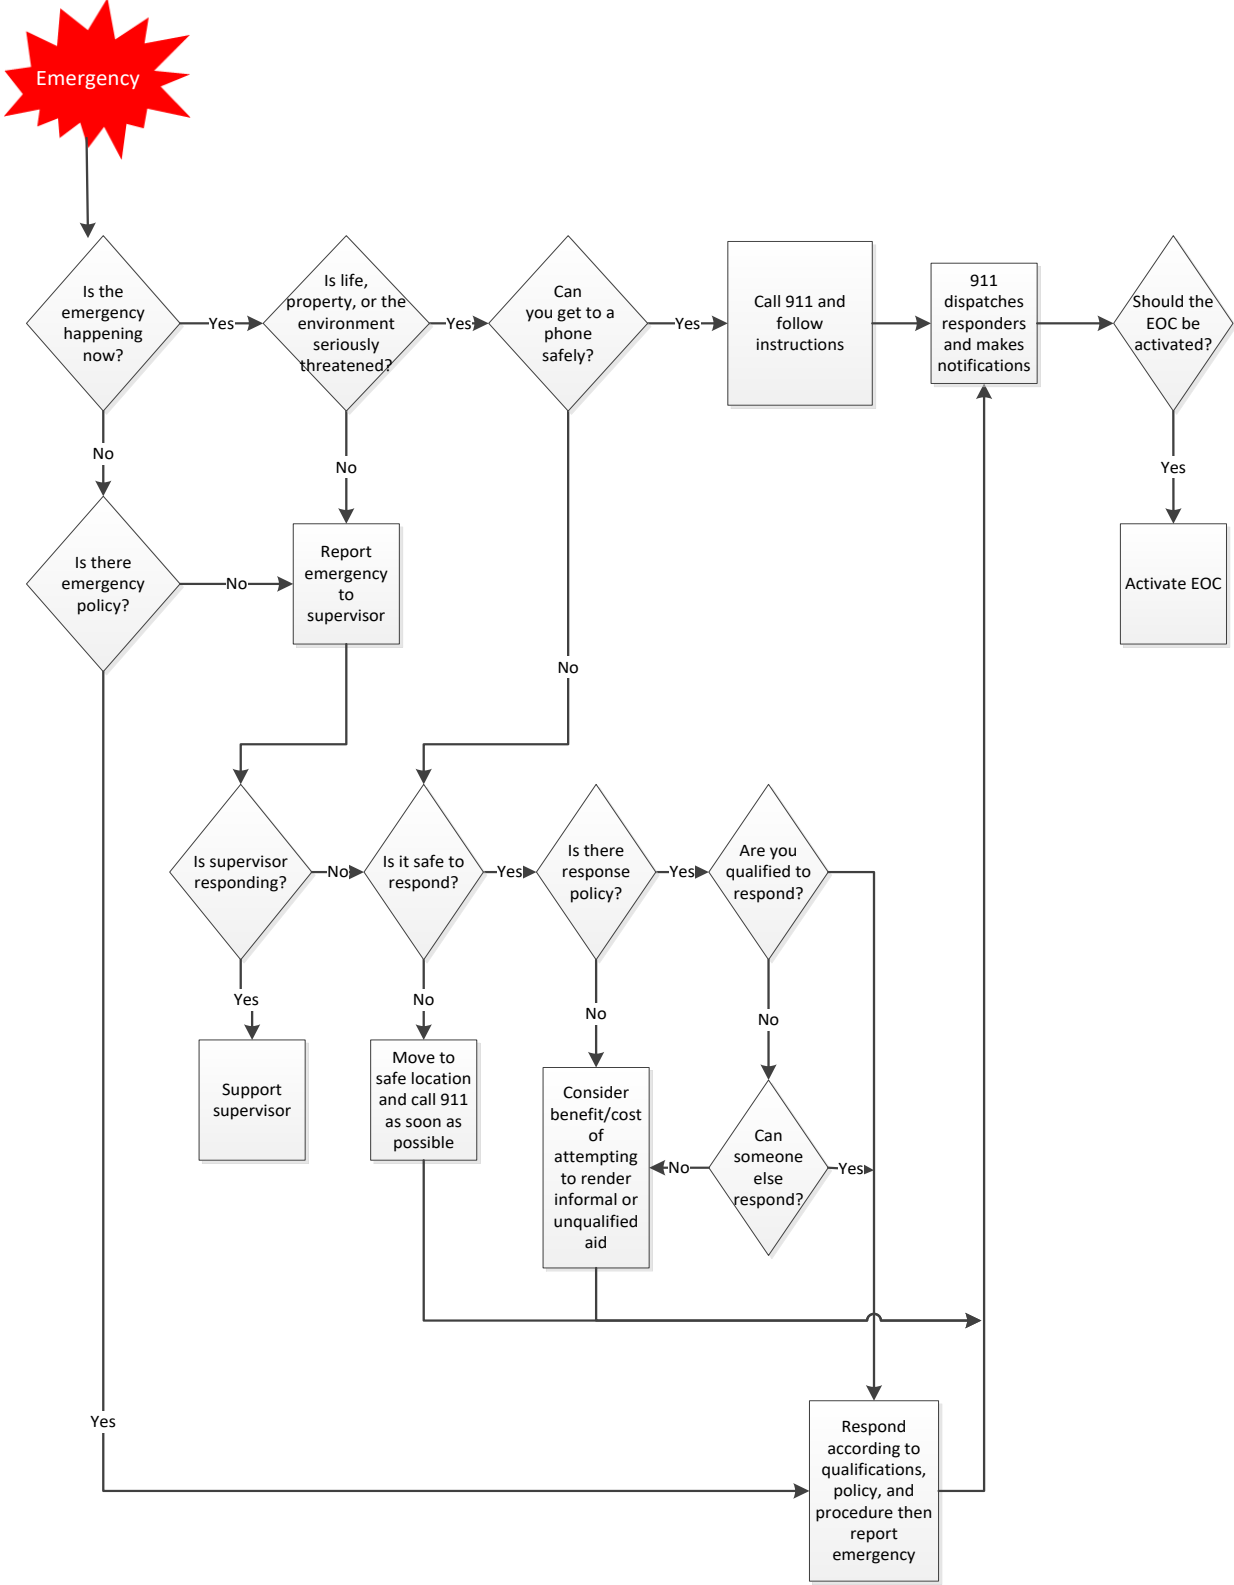 Emergency
Is the
emergency
happening
now?
Yes
Is life,
property, or the
environment
seriously
threatened?
Yes
Can
you get to a
phone
safely?
Yes
Call 911 and
follow
instructions
911
dispatches
responders
and makes
notifications
Should the
EOC be
activated?
No
No
Yes
Is there
emergency
policy?
No
Report
emergency
to
supervisor
Activate EOC
No
Is supervisor
responding?
No
Is it safe to
respond?
Yes
Is there
response
policy?
Yes
Are you
qualified to
respond?
Yes
No
No
No
Support
supervisor
Move to
safe location
and call 911
as soon as
possible
Consider
benefit/cost
of
attempting
to render
informal or
unqualified
aid
No
Can
someone
else
respond?
Yes
Yes
Respond
according to
qualifications,
policy, and
procedure then
report
emergency